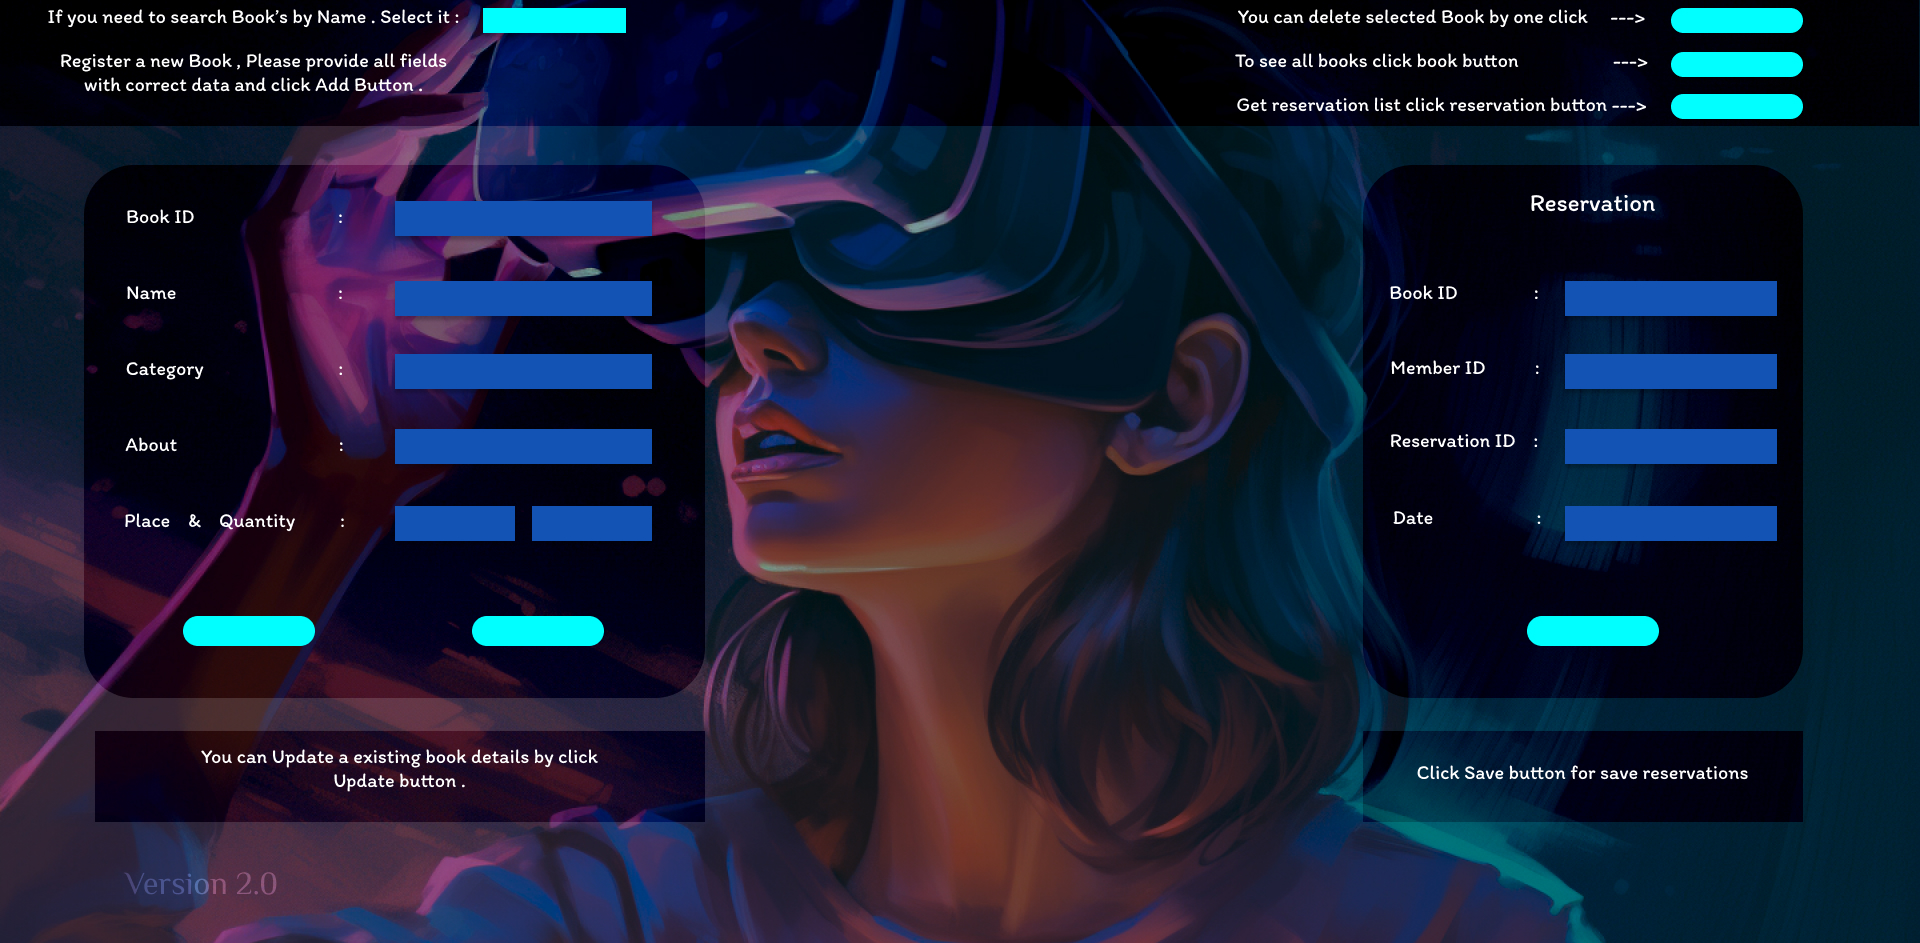 If you need to search Book's by Name . Select it :
Register a new Book , Please provide all fields
with correct data and click Add Button .
You can delete selected Book by one click --->
To see all books click book button --->
Get reservation list click reservation button --->
Book ID :
Name :
Category :
About :
Place & Quantity :
Reservation
Book ID :
Member ID :
Reservation ID :
Date :
You can Update a existing book details by click
Update button .
Click Save button for save reservations
Version 2.0